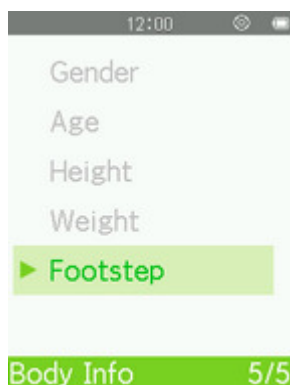 12:00
Gender
Age
Height
Weight
Footstep
Body Info 5/5